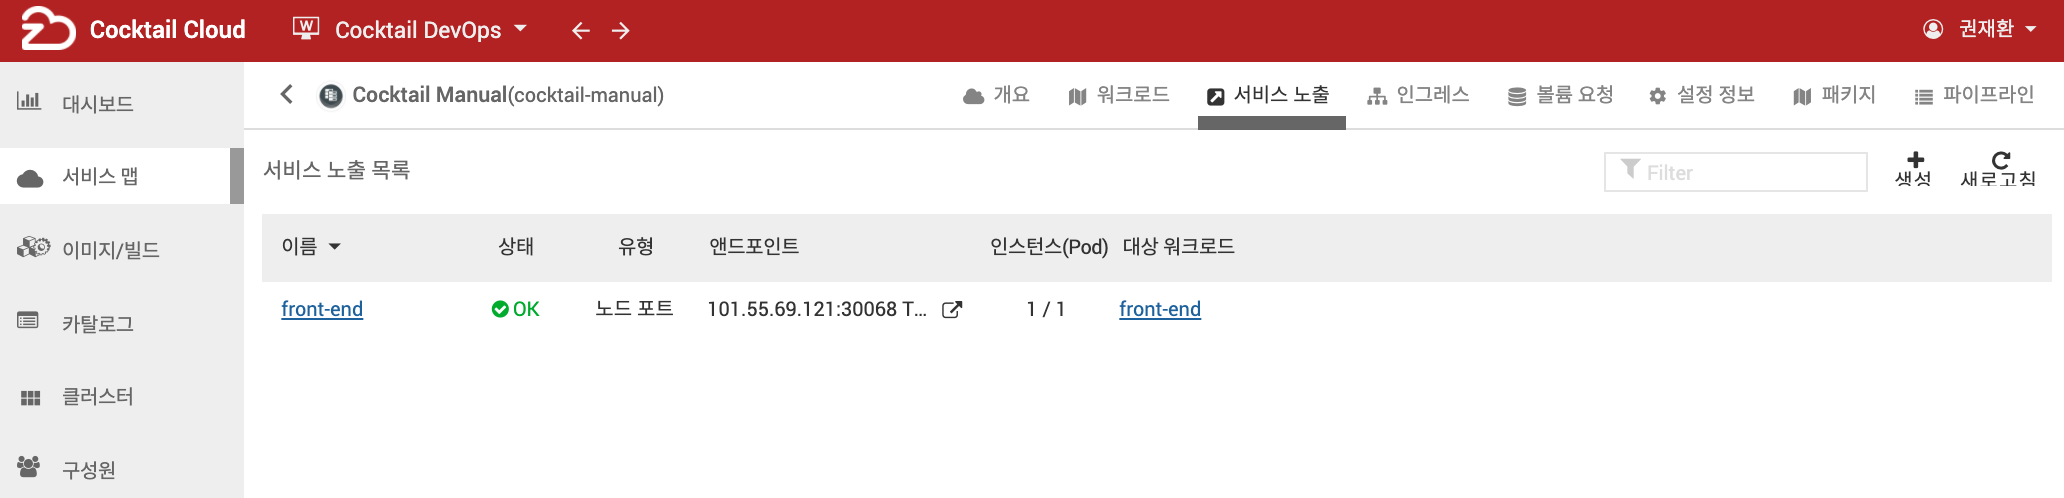 Cocktail Cloud W Cocktail DevOps 권재환
대시보드
서비스 맵
이미지/빌드
카탈로그
클러스터
구성원
Cocktail Manual(cocktail-manual) 개요 워크로드 서비스 노출 인그레스 볼륨 요청 설정 정보 패키지 파이프라인
서비스 노출 목록 Filter 생성 새로고침
이름 상태 유형 앤드포인트 인스턴스(Pod) 대상 워크로드
front-end OK 노드 포트 101.55.69.121:30068 T... 1 / 1 front-end